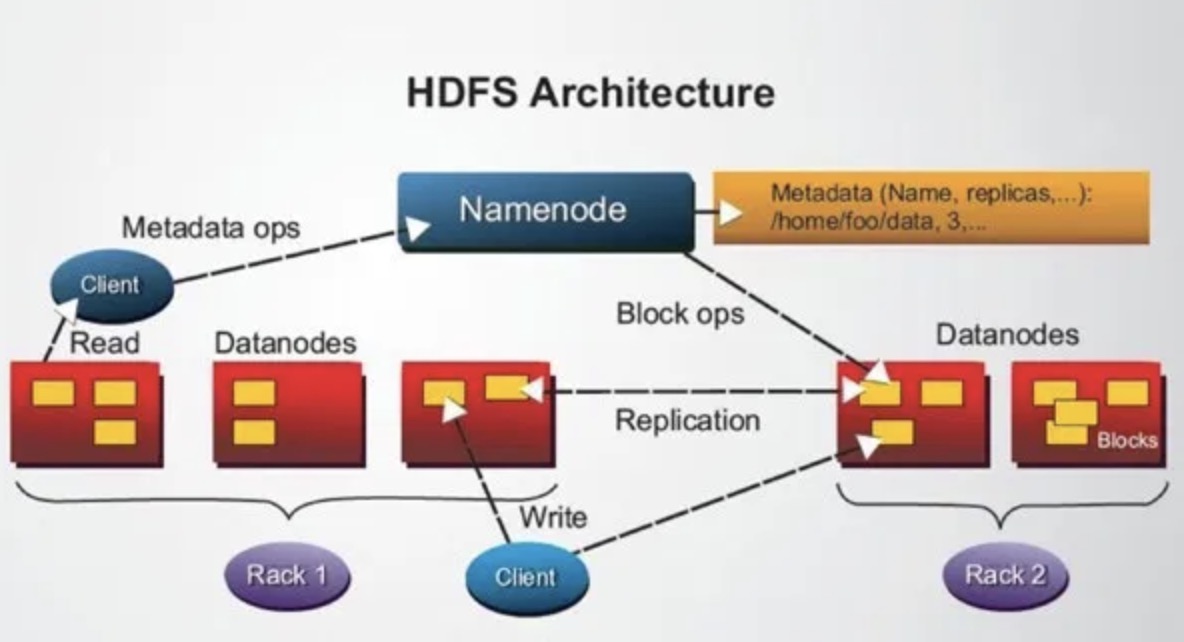 HDFS Architecture
Namenode
Metadata (Name, replicas,...):
/home/foo/data, 3,...
Metadata ops
Client
Block ops
Read
Datanodes
Datanodes
Replication
Blocks
Write
Rack 1
Client
Rack 2